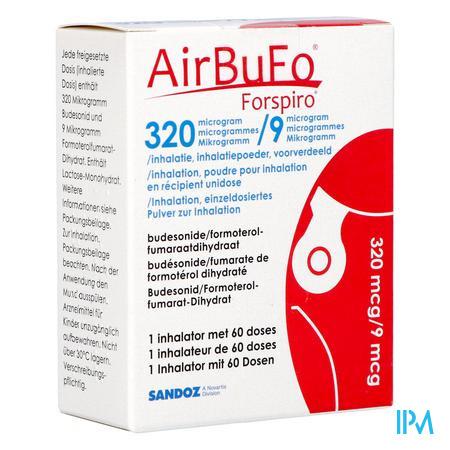 Jede freigesetzte
Dosis (inhalierte
Dosis) enthält
320 Mikrogramm
Budesonid und
9 Mikrogramm
Formoterolfumarat-
Dihydrat. Enthält
Lactose-Monohydrat.
Weitere
Informationen siehe
Packungsbeilage.
Zur Inhalation.
Packungsbeilage
beachten. Nach der
Anwendung den
Mund ausspülen.
Arzneimittel für
Kinder unzugänglich
aufbewahren. Nicht
über 30°C lagern.
Verschreibungs-
pflichtig.
AirBuFo®
Forspiro®
320 microgram microgrammes Mikrogramm /9 microgram microgrammes Mikrogramm
/inhalatie, inhalatiepoeder, voorverdeeld
/inhalation, poudre pour inhalation
en récipient unidose
/Inhalation, einzeldosiertes
Pulver zur Inhalation
budesonide/formoterol-
fumaraatdihydraat
budésonide/fumarate de
formotérol dihydraté
Budesonid/Formoterol-
fumarat-Dihydrat
1 inhalator met 60 doses
1 inhalateur de 60 doses
1 Inhalator mit 60 Dosen
SANDOZ A Novartis
Division
320 mcg/9 mcg
IPM